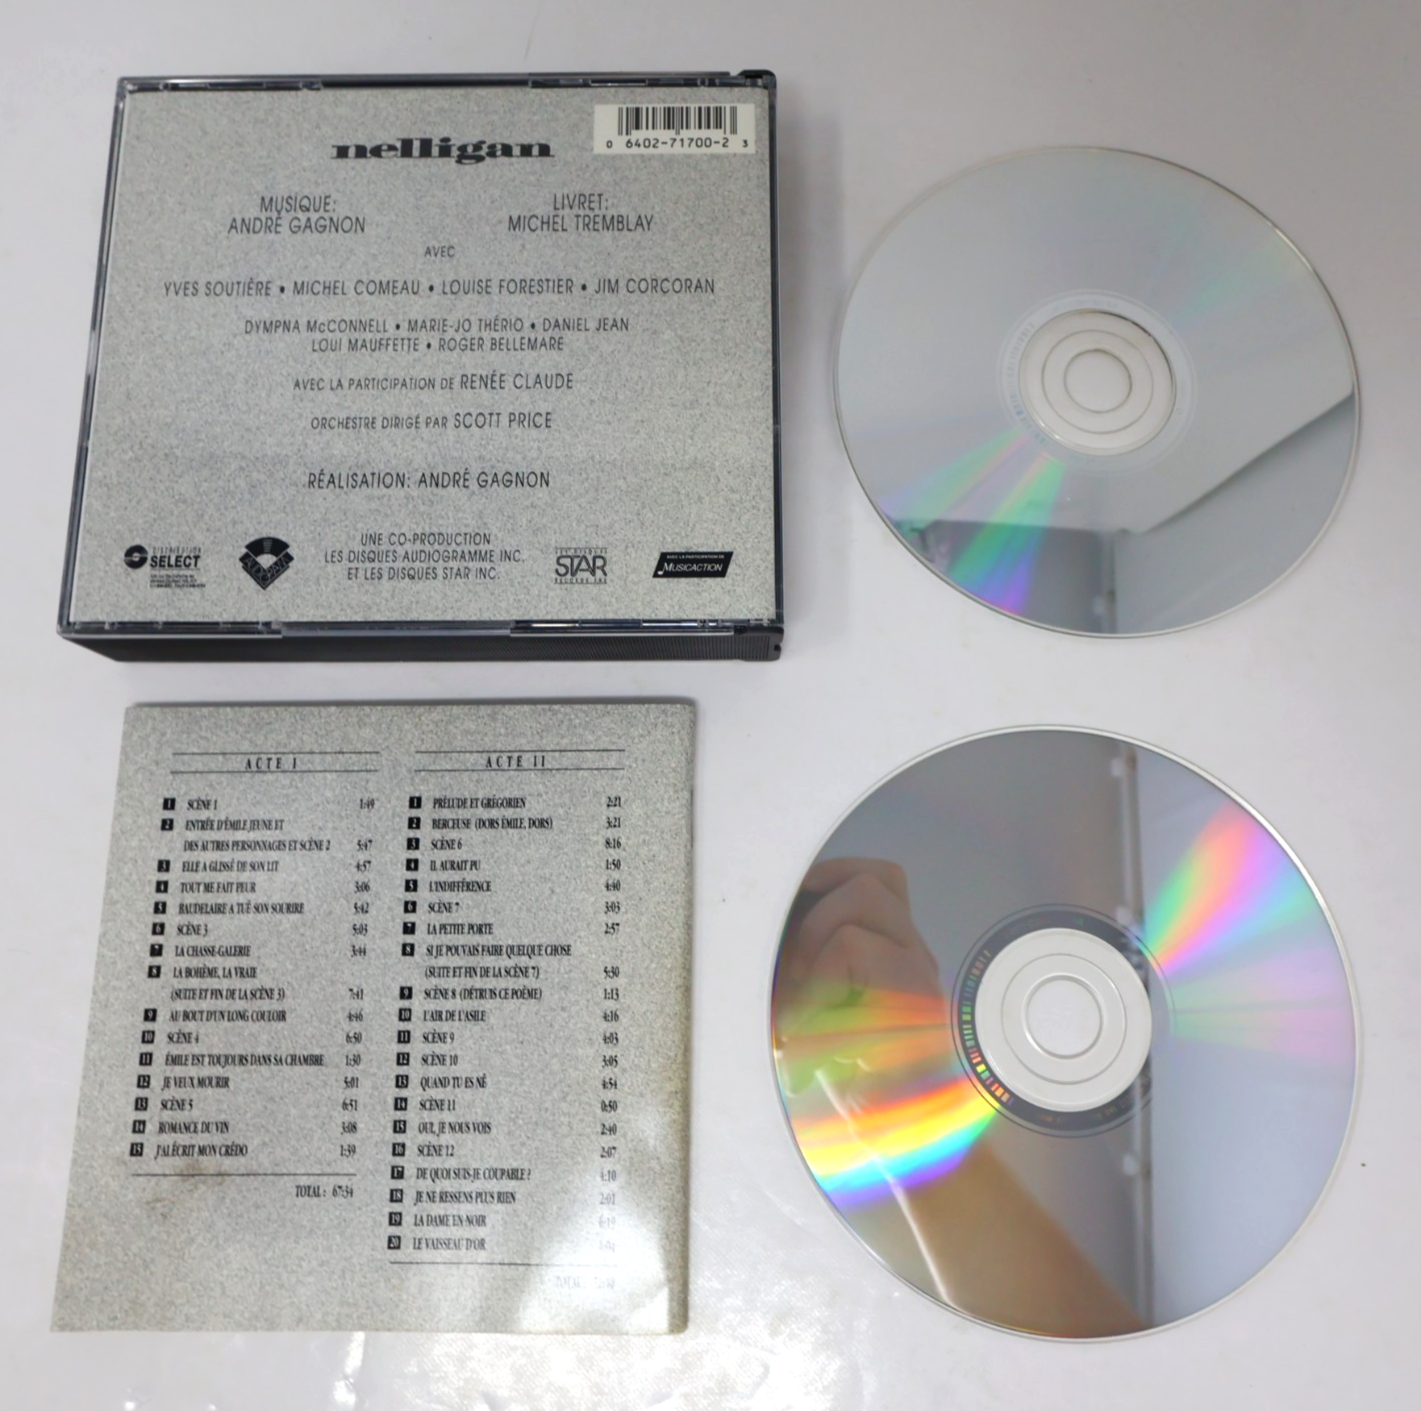 nelligan
0 6402-71700-2 3
MUSIQUE:
ANDRÉ GAGNON
LIVRET:
MICHEL TREMBLAY
AVEC
YVES SOUTIÈRE • MICHEL COMEAU • LOUISE FORESTIER • JIM CORCORAN
DYMPNA McCONNELL • MARIE-JO THÉRIO • DANIEL JEAN
LOUI MAUFFETTE • ROGER BELLEMARE
AVEC LA PARTICIPATION DE RENÉE CLAUDE
ORCHESTRE DIRIGÉ PAR SCOTT PRICE
RÉALISATION: ANDRÉ GAGNON
DISTRIBUTION
SELECT
UNE CO-PRODUCTION
LES DISQUES AUDIOGRAMME INC.
ET LES DISQUES STAR INC.
STAR
RECORDS INC
AVEC LA PARTICIPATION DE
MUSICACTION
ACTE I
1 SCÈNE 1 1:49
2 ENTRÉE D'ÉMILE JEUNE ET
DES AUTRES PERSONNAGES ET SCÈNE 2 5:47
3 ELLE A GLISSÉ DE SON LIT 4:57
4 TOUT ME FAIT PEUR 3:06
5 BAUDELAIRE A TUÉ SON SOURIRE 5:42
6 SCÈNE 3 5:03
7 LA CHASSE-GALERIE 3:44
8 LA BOHÈME, LA VRAIE
(SUITE ET FIN DE LA SCÈNE 3) 7:41
9 AU BOUT D'UN LONG COULOIR 4:46
10 SCÈNE 4 6:50
11 ÉMILE EST TOUJOURS DANS SA CHAMBRE 1:30
12 JE VEUX MOURIR 5:01
13 SCÈNE 5 6:51
14 ROMANCE DU VIN 3:08
15 J'AI ÉCRIT MON CRÉDO 1:39
TOTAL : 67:34
ACTE II
1 PRÉLUDE ET GRÉGORIEN 2:21
2 BERCEUSE (DORS ÉMILE, DORS) 3:21
3 SCÈNE 6 8:16
4 IL AURAIT PU 1:50
5 L'INDIFFÉRENCE 4:40
6 SCÈNE 7 3:03
7 LA PETITE PORTE 2:57
8 SI JE POUVAIS FAIRE QUELQUE CHOSE
(SUITE ET FIN DE LA SCÈNE 7) 5:30
9 SCÈNE 8 (DÉTRUIS CE POÈME) 1:13
10 L'AIR DE L'ASILE 4:16
11 SCÈNE 9 4:03
12 SCÈNE 10 3:05
13 QUAND TU ES NÉ 4:54
14 SCÈNE 11 0:50
15 OUI, JE NOUS VOIS 2:40
16 SCÈNE 12 2:07
17 DE QUOI SUIS-JE COUPABLE ?
18 JE NE RESSENS PLUS RIEN 2:01
19 LA DAME EN NOIR
20 LE VAISSEAU D'OR
TOTAL :